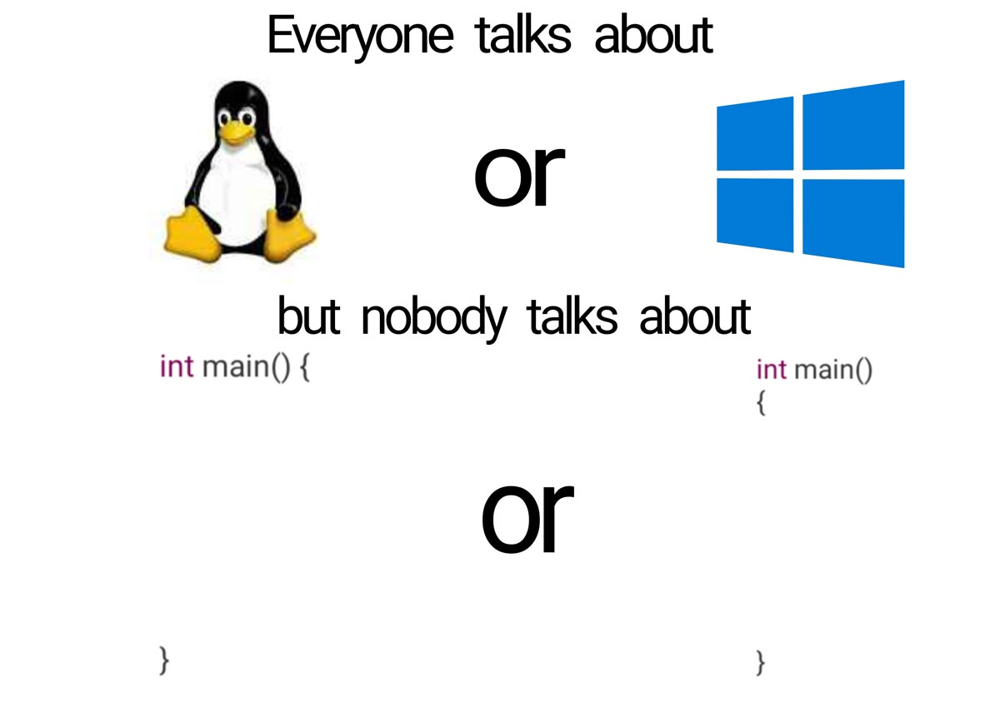 Everyone talks about
or
but nobody talks about
int main() {
int main()
{
or
}
}